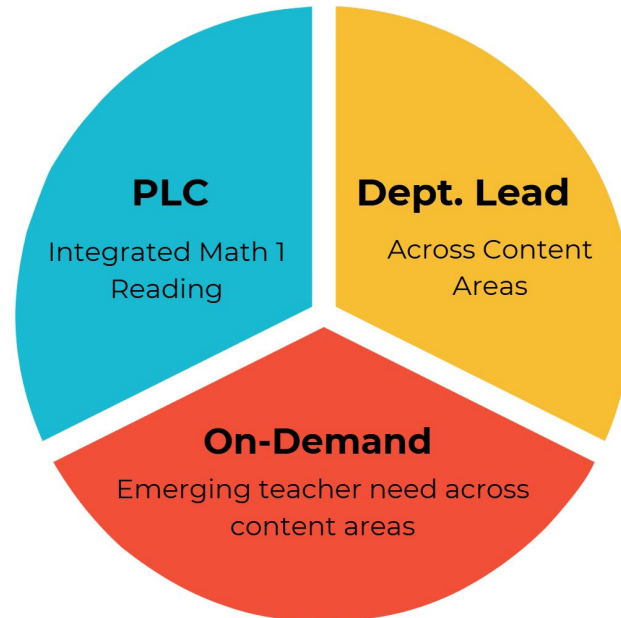 PLC
Integrated Math 1
Reading
Dept. Lead
Across Content
Areas
On-Demand
Emerging teacher need across
content areas